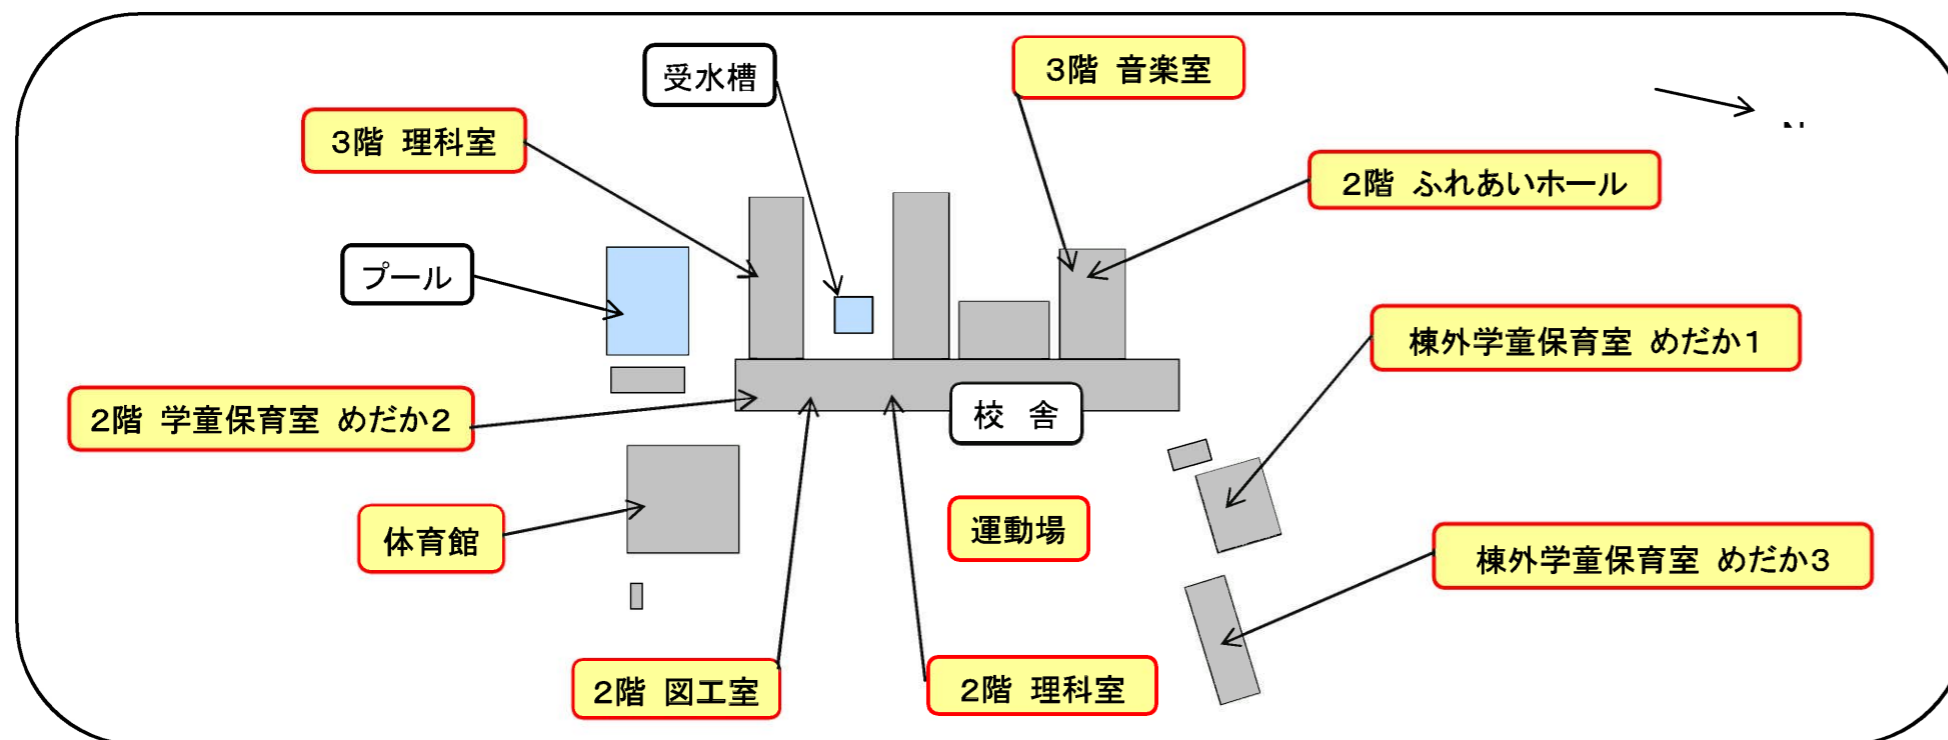 受水槽
3階 音楽室
3階 理科室
2階 ふれあいホール
プール
棟外学童保育室 めだか1
2階 学童保育室 めだか2
校 舎
体育館
運動場
棟外学童保育室 めだか3
2階 図工室
2階 理科室